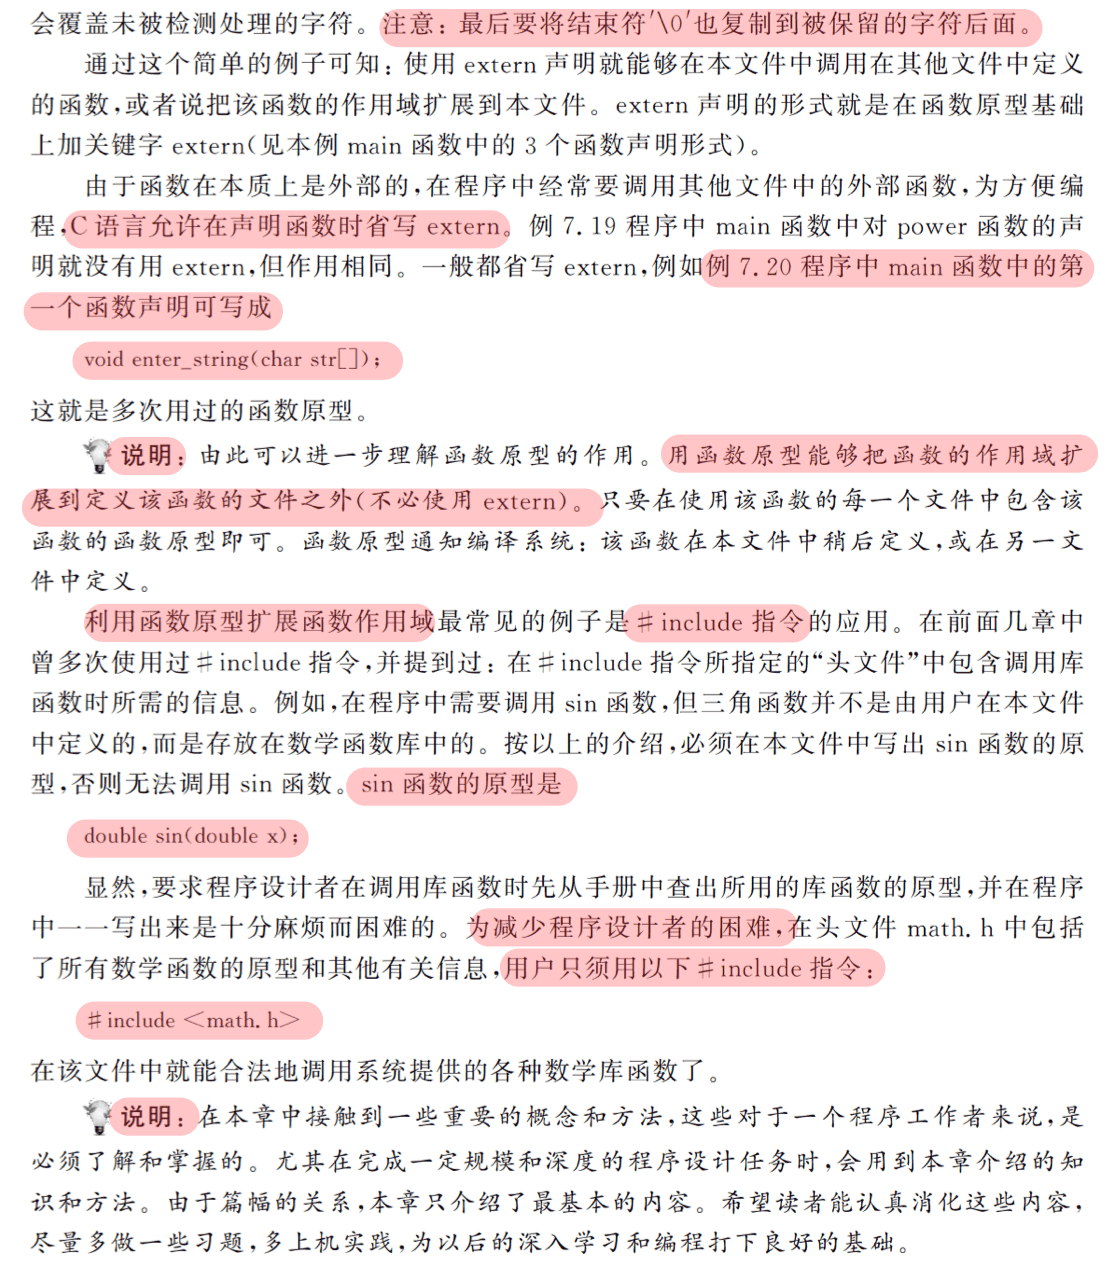 会覆盖未被检测处理的字符。注意：最后要将结束符'\0'也复制到被保留的字符后面。
通过这个简单的例子可知：使用 extern 声明就能够在本文件中调用在其他文件中定义
的函数,或者说把该函数的作用域扩展到本文件。extern 声明的形式就是在函数原型基础
上加关键字 extern(见本例 main 函数中的 3 个函数声明形式)。
由于函数在本质上是外部的,在程序中经常要调用其他文件中的外部函数,为方便编
程,C 语言允许在声明函数时省写 extern。例 7.19 程序中 main 函数中对 power 函数的声
明就没有用 extern,但作用相同。一般都省写 extern,例如例 7.20 程序中 main 函数中的第
一个函数声明可写成
void enter_string(char str[]);
这就是多次用过的函数原型。
说明：由此可以进一步理解函数原型的作用。用函数原型能够把函数的作用域扩
展到定义该函数的文件之外(不必使用 extern)。只要在使用该函数的每一个文件中包含该
函数的函数原型即可。函数原型通知编译系统：该函数在本文件中稍后定义,或在另一文
件中定义。
利用函数原型扩展函数作用域最常见的例子是＃include 指令的应用。在前面几章中
曾多次使用过＃include 指令,并提到过：在＃include 指令所指定的“头文件”中包含调用库
函数时所需的信息。例如,在程序中需要调用 sin 函数,但三角函数并不是由用户在本文件
中定义的,而是存放在数学函数库中的。按以上的介绍,必须在本文件中写出 sin 函数的原
型,否则无法调用 sin 函数。sin 函数的原型是
double sin(double x);
显然,要求程序设计者在调用库函数时先从手册中查出所用的库函数的原型,并在程序
中一一写出来是十分麻烦而困难的。为减少程序设计者的困难,在头文件 math.h 中包括
了所有数学函数的原型和其他有关信息,用户只须用以下＃include 指令：
＃include <math.h>
在该文件中就能合法地调用系统提供的各种数学库函数了。
说明：在本章中接触到一些重要的概念和方法,这些对于一个程序工作者来说,是
必须了解和掌握的。尤其在完成一定规模和深度的程序设计任务时,会用到本章介绍的知
识和方法。由于篇幅的关系,本章只介绍了最基本的内容。希望读者能认真消化这些内容,
尽量多做一些习题,多上机实践,为以后的深入学习和编程打下良好的基础。